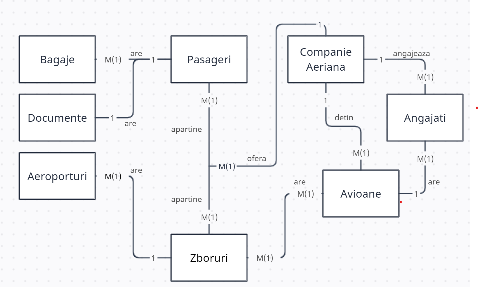 1
Bagaje
M(1)
are
1
Pasageri
Companie
Aeriana
1
angajeaza
M(1)
M(1)
1
detin
Documente
1
are
apartine
Angajati
M(1)
ofera
M(1)
M(1)
Aeroporturi
M(1)
are
apartine
are
M(1)
Avioane
1
are
M(1)
1
Zboruri
M(1)